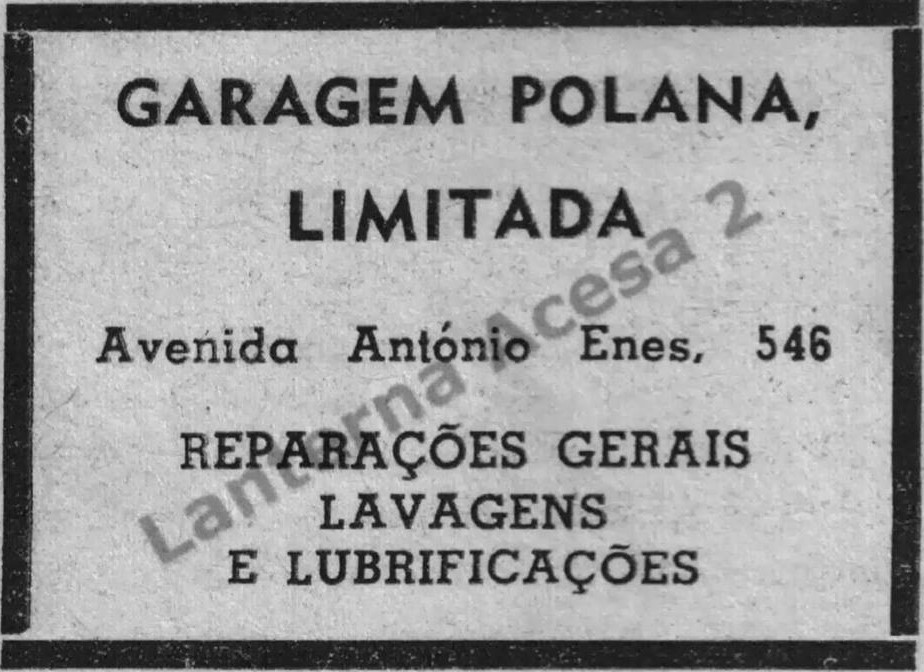 GARAGEM POLANA,
LIMITADA
Avenida António Enes, 546
REPARAÇÕES GERAIS
LAVAGENS
E LUBRIFICAÇÕES
Lanterna Acesa 2